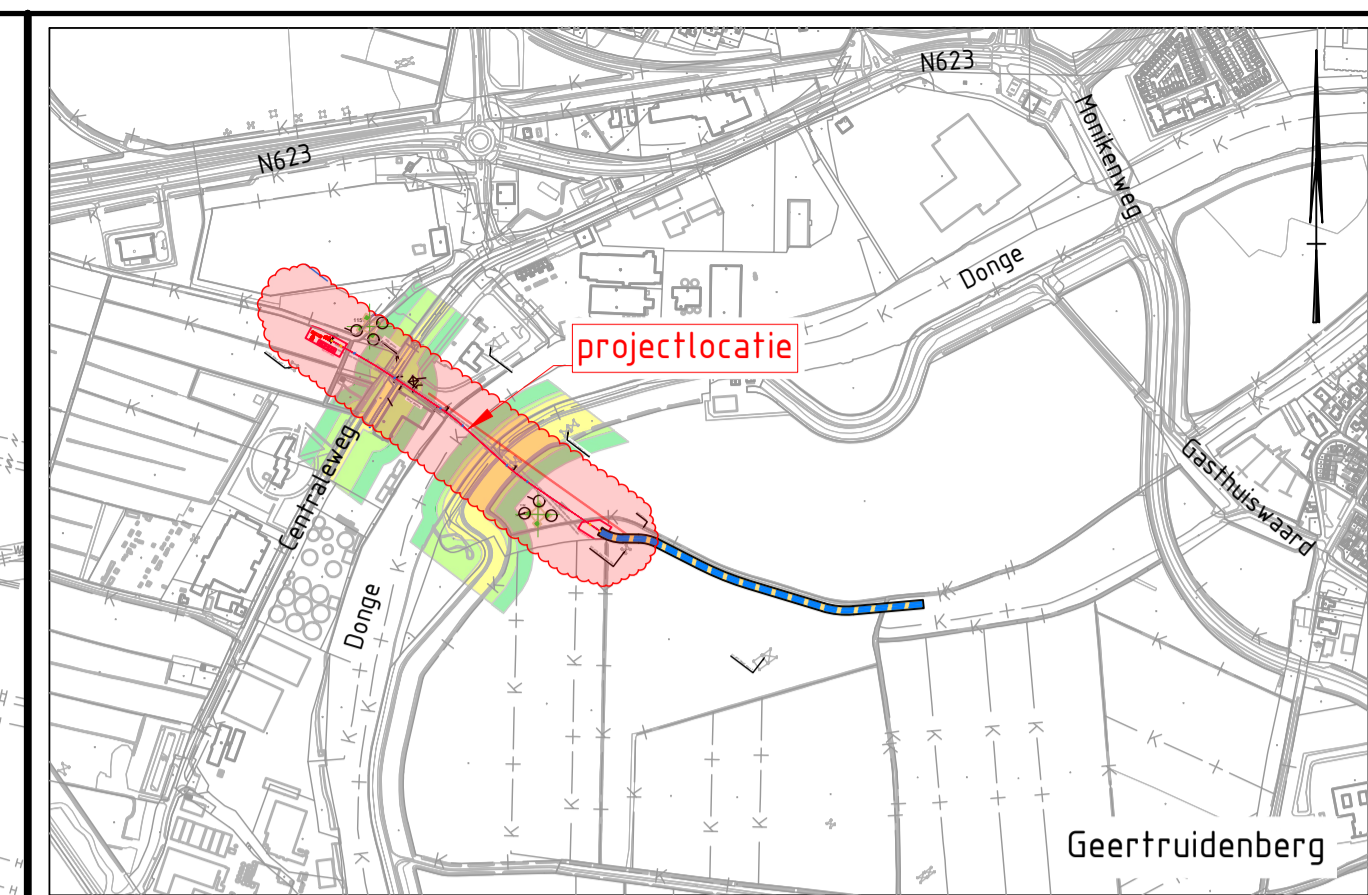 N623
N623
Monikenweg
Donge
projectlocatie
Gasthuiswaard
Centraleweg
Donge
Geertruidenberg